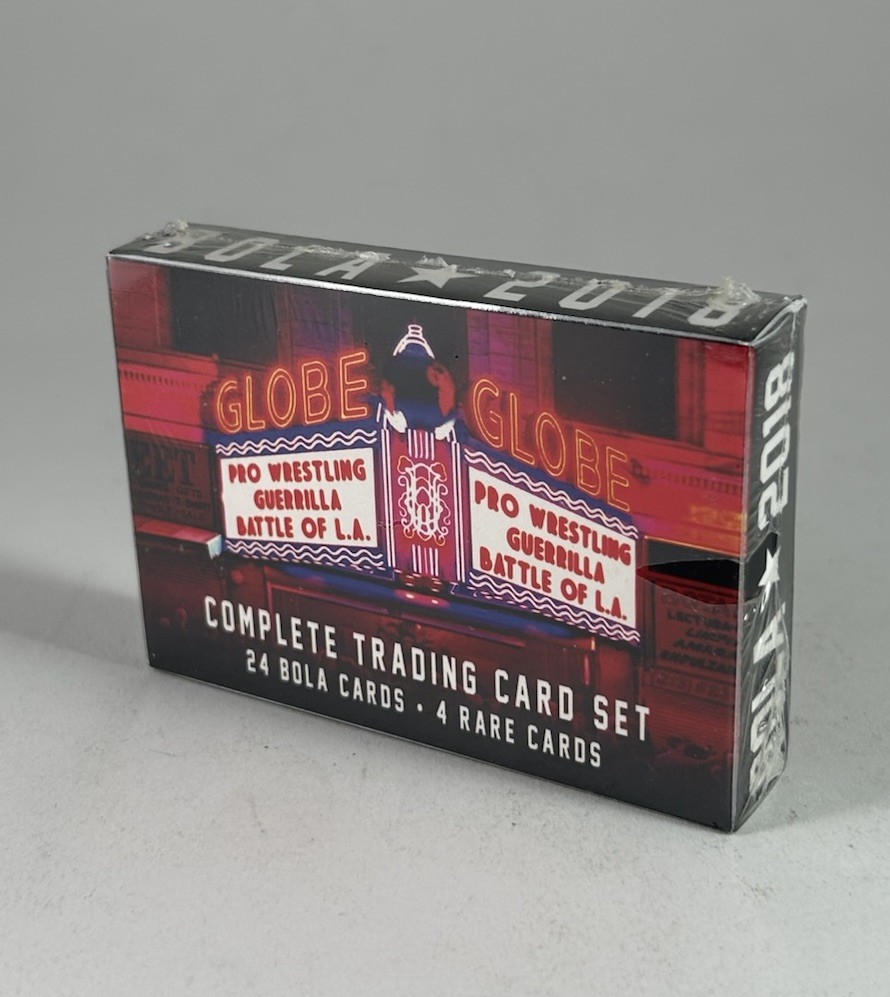 BOLA ★ 2018
GLOBE
GLOBE
PRO WRESTLING
GUERRILLA
BATTLE OF L.A.
PRO WRESTLING
GUERRILLA
BATTLE OF L.A.
COMPLETE TRADING CARD SET
24 BOLA CARDS • 4 RARE CARDS
BOLA ★ 2018